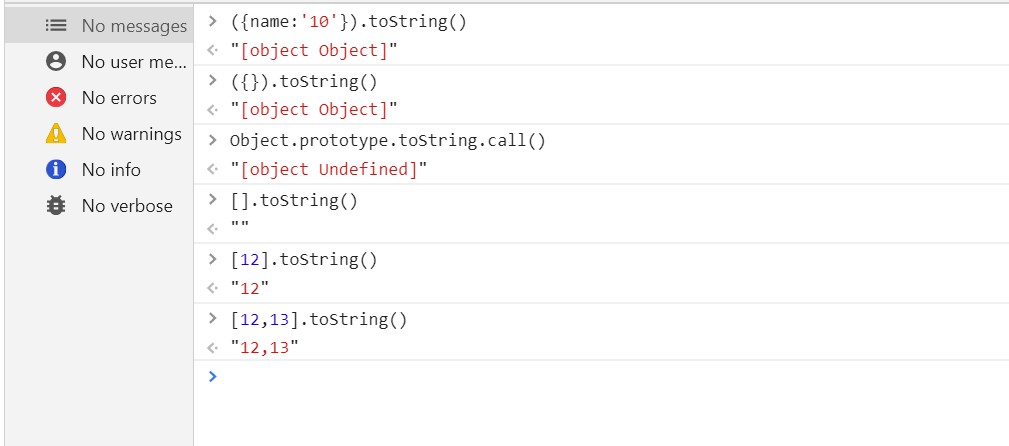 No messages
No user me...
No errors
No warnings
No info
No verbose
> ({name:'10'}).toString()
"[object Object]"
> ({}).toString()
"[object Object]"
> Object.prototype.toString.call()
"[object Undefined]"
> [].toString()
""
> [12].toString()
"12"
> [12,13].toString()
"12,13"
>